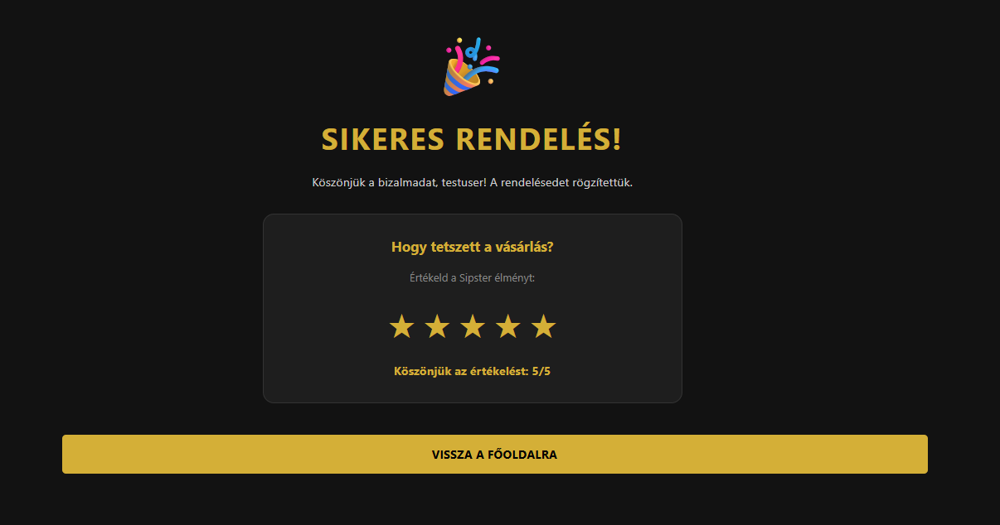 SIKERES RENDELÉS!
Köszönjük a bizalmadat, testuser! A rendelésedet rögzítettük.
Hogy tetszett a vásárlás?
Értékeld a Sipster élményt:
★ ★ ★ ★ ★
Köszönjük az értékelést: 5/5
VISSZA A FŐOLDALRA